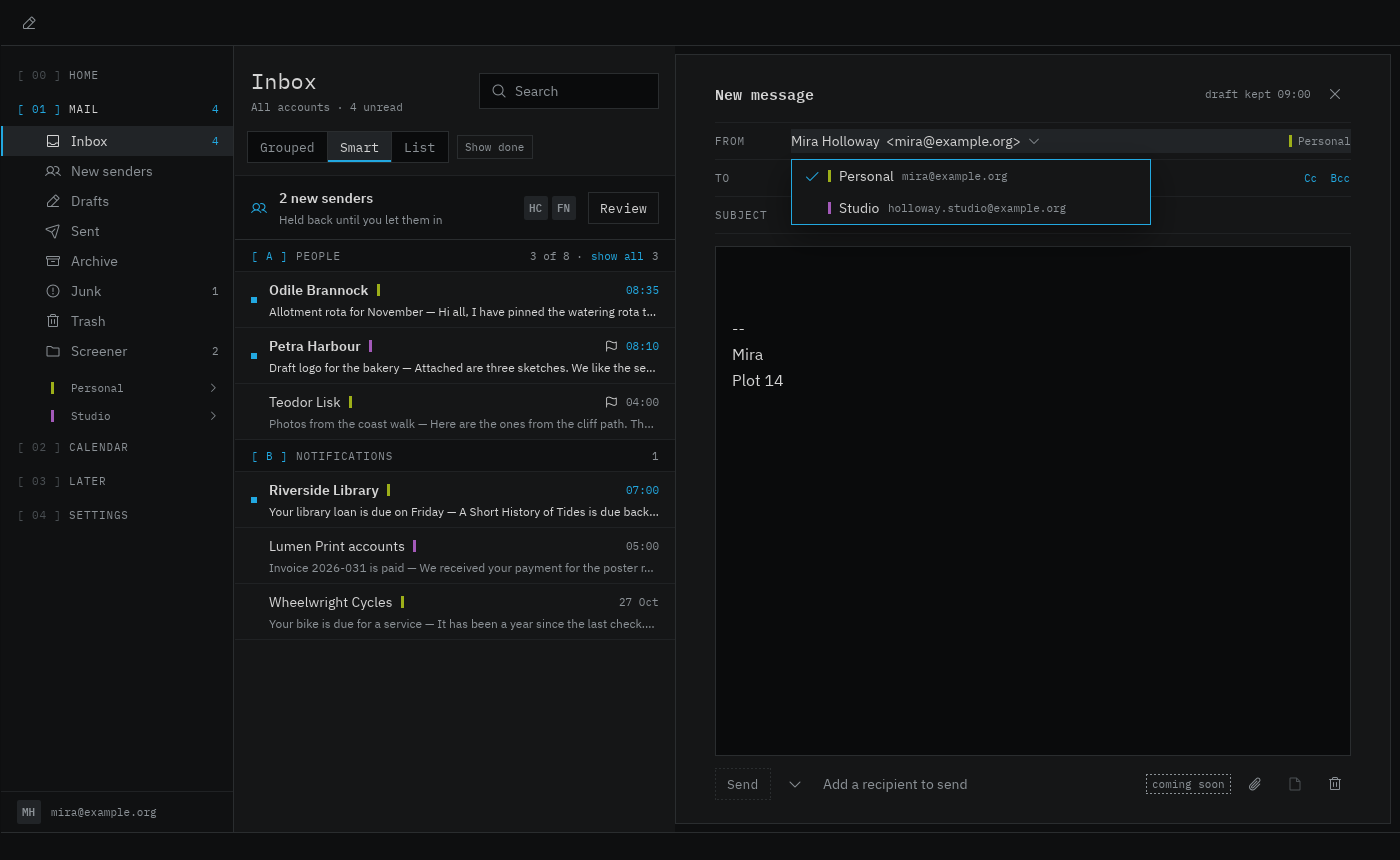 [ 00 ] HOME
[ 01 ] MAIL 4
Inbox 4
New senders
Drafts
Sent
Archive
Junk 1
Trash
Screener 2
Personal
Studio
[ 02 ] CALENDAR
[ 03 ] LATER
[ 04 ] SETTINGS
MH mira@example.org
Inbox
All accounts · 4 unread
Search
Grouped Smart List Show done
2 new senders
Held back until you let them in
HC FN Review
[ A ] PEOPLE 3 of 8 · show all 3
Odile Brannock 08:35
Allotment rota for November — Hi all, I have pinned the watering rota t…
Petra Harbour 08:10
Draft logo for the bakery — Attached are three sketches. We like the se…
Teodor Lisk 04:00
Photos from the coast walk — Here are the ones from the cliff path. Th…
[ B ] NOTIFICATIONS 1
Riverside Library 07:00
Your library loan is due on Friday — A Short History of Tides is due back…
Lumen Print accounts 05:00
Invoice 2026-031 is paid — We received your payment for the poster r…
Wheelwright Cycles 27 Oct
Your bike is due for a service — It has been a year since the last check.…
New message draft kept 09:00
FROM Mira Holloway <mira@example.org> Personal
TO Cc Bcc
Personal mira@example.org
Studio holloway.studio@example.org
SUBJECT
--
Mira
Plot 14
Send Add a recipient to send coming soon